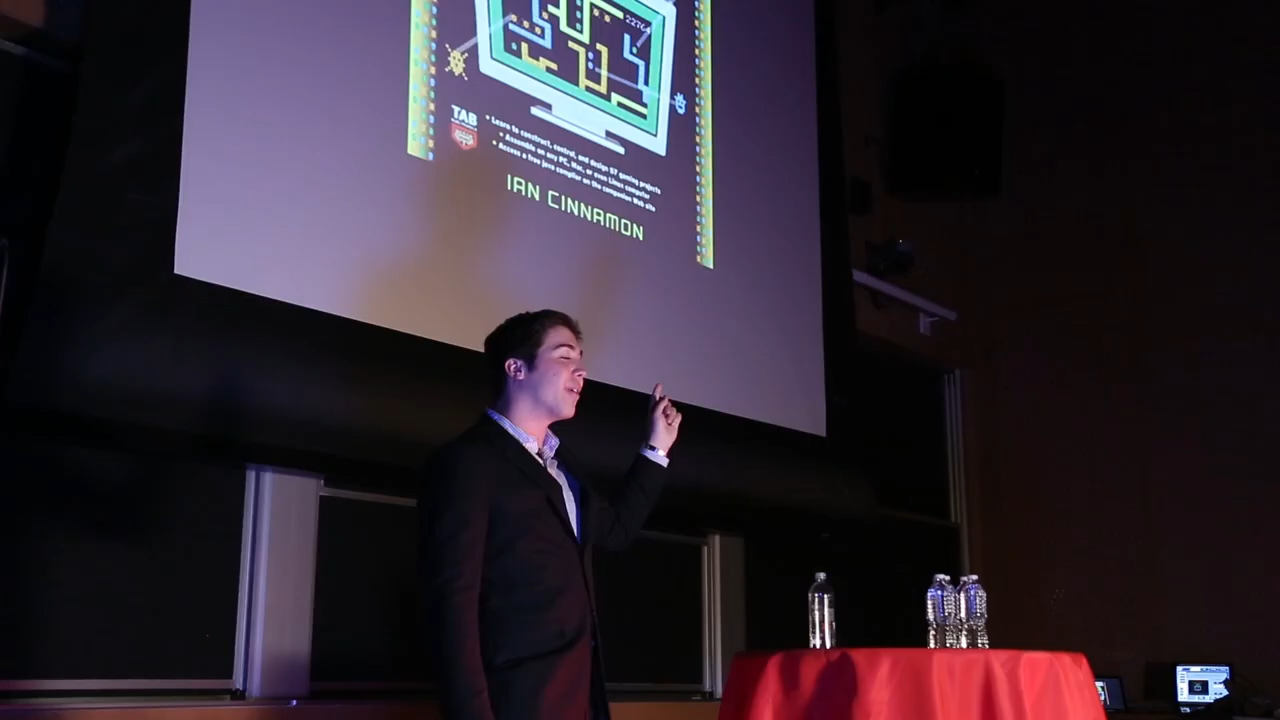 22764
TAB
• Learn to construct, control, and design 57 gaming projects
• Assemble on any PC, Mac, or even Linux computer
• Access a free Java compiler on the companion Web site
IAN CINNAMON